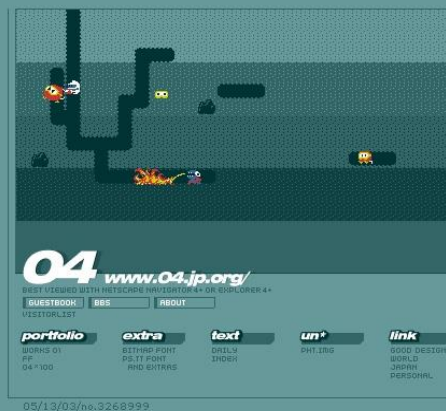 04 www.04.jp.org/
BEST VIEWED WITH NETSCAPE NAVIGATOR 4+ OR EXPLORER 4+
GUESTBOOK BBS ABOUT
VISITORLIST
portfolio extra text un* link
WORKS 01 BITMAP FONT DAILY PHT.IMG GOOD DESIGN
FF PS.TT FONT INDEX WORLD
04*100 AND EXTRAS JAPAN
PERSONAL
05/13/03/no.3268999